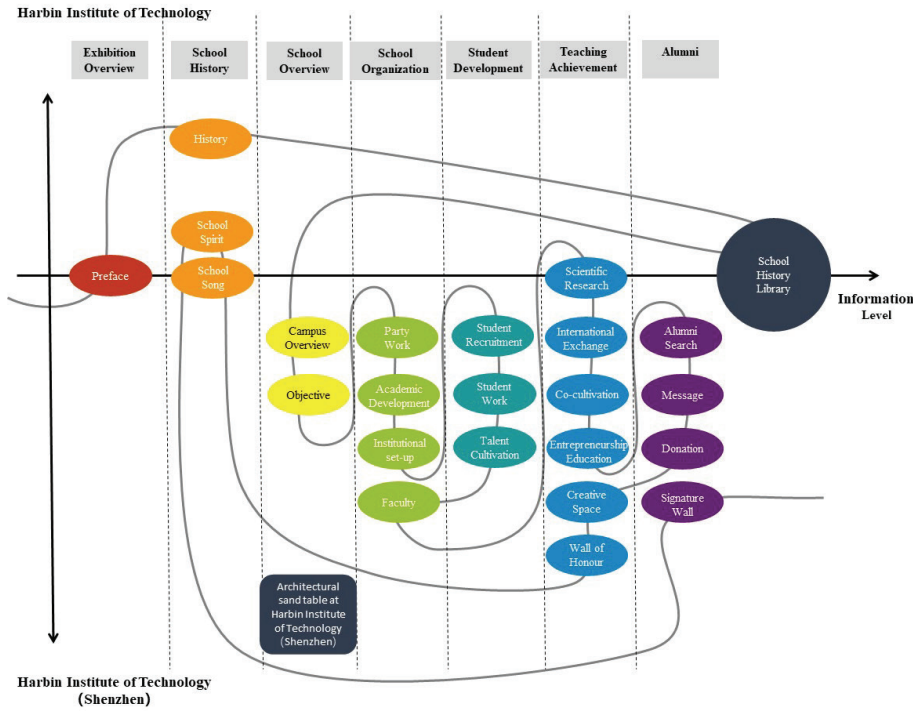 Harbin Institute of Technology
Exhibition
Overview
School
History
School
Overview
School
Organization
Student
Development
Teaching
Achievement
Alumni
History
School
Spirit
Preface
School
Song
Scientific
Research
School
History
Library
Information
Level
Campus
Overview
Party
Work
Student
Recruitment
International
Exchange
Alumni
Search
Objective
Academic
Development
Student
Work
Co-cultivation
Message
Institutional
set-up
Talent
Cultivation
Entrepreneurship
Education
Donation
Faculty
Creative
Space
Signature
Wall
Wall of
Honour
Architectural
sand table at
Harbin Institute
of Technology
(Shenzhen)
Harbin Institute of Technology
(Shenzhen)